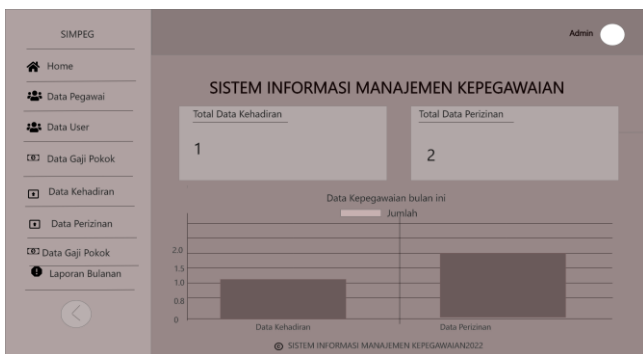 SIMPEG
Admin
Home
Data Pegawai
Data User
Data Gaji Pokok
Data Kehadiran
Data Perizinan
Data Gaji Pokok
Laporan Bulanan
SISTEM INFORMASI MANAJEMEN KEPEGAWAIAN
Total Data Kehadiran
1
Total Data Perizinan
2
Data Kepegawaian bulan ini
Jumlah
2.0
1.5
1.0
0.8
0
Data Kehadiran
Data Perizinan
© SISTEM INFORMASI MANAJEMEN KEPEGAWAIAN2022